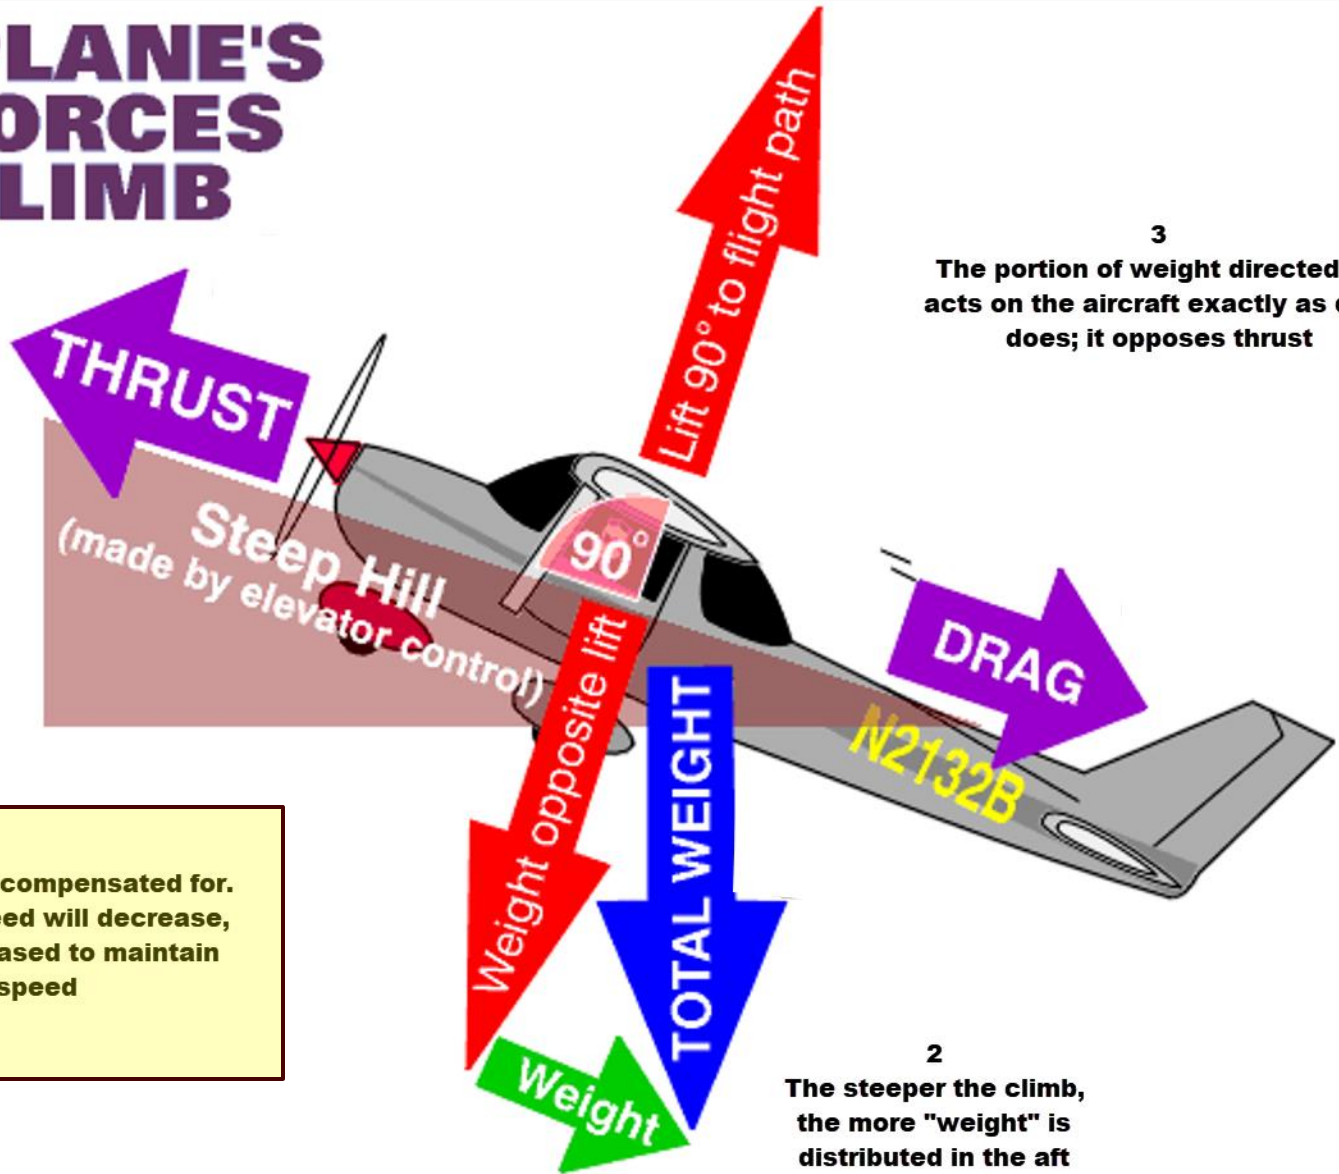 LANE'S
ORCES
LIMB
THRUST
Lift 90° to flight path
3
The portion of weight directed
acts on the aircraft exactly as
does; it opposes thrust
Steep Hill
(made by elevator control)
90°
DRAG
N2132B
Weight opposite lift
TOTAL WEIGHT
Weight
compensated for.
eed will decrease,
ased to maintain
speed
2
The steeper the climb,
the more "weight" is
distributed in the aft